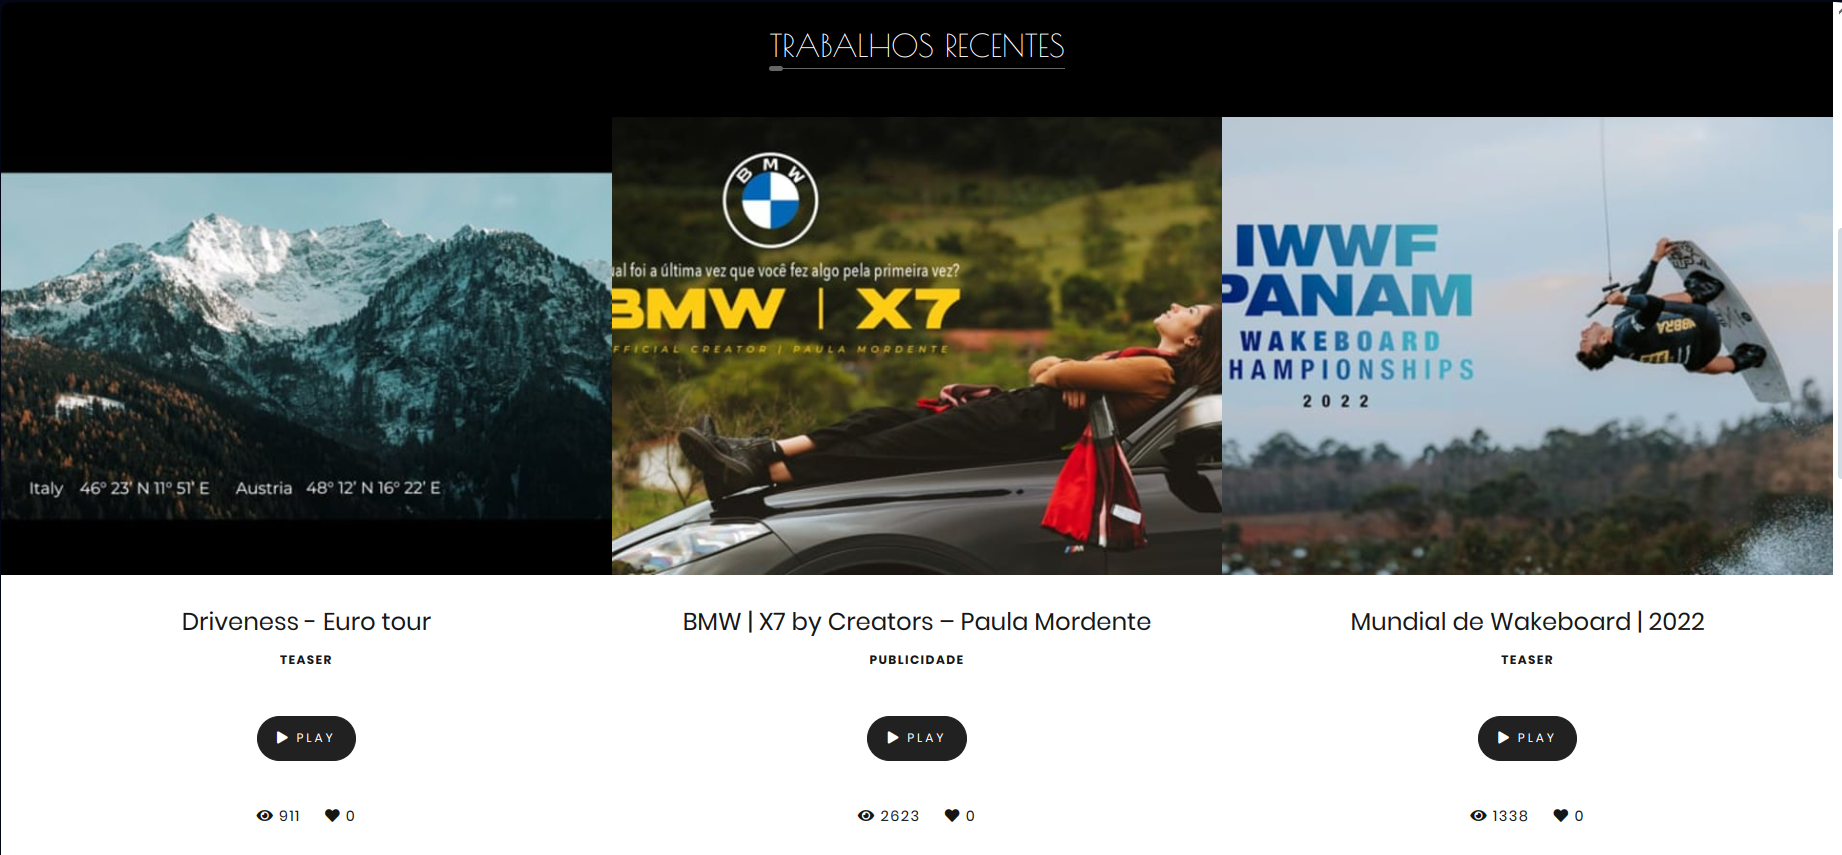 TRABALHOS RECENTES
Italy 46° 23' N 11° 51' E Austria 48° 12' N 16° 22' E
BMW
al foi a última vez que você fez algo pela primeira vez?
BMW | X7
FFICIAL CREATOR | PAULA MORDENTE
IWWF
PANAM
WAKEBOARD
HAMPIONSHIPS
2022
Driveness - Euro tour
TEASER
PLAY
911 0
BMW | X7 by Creators – Paula Mordente
PUBLICIDADE
PLAY
2623 0
Mundial de Wakeboard | 2022
TEASER
PLAY
1338 0